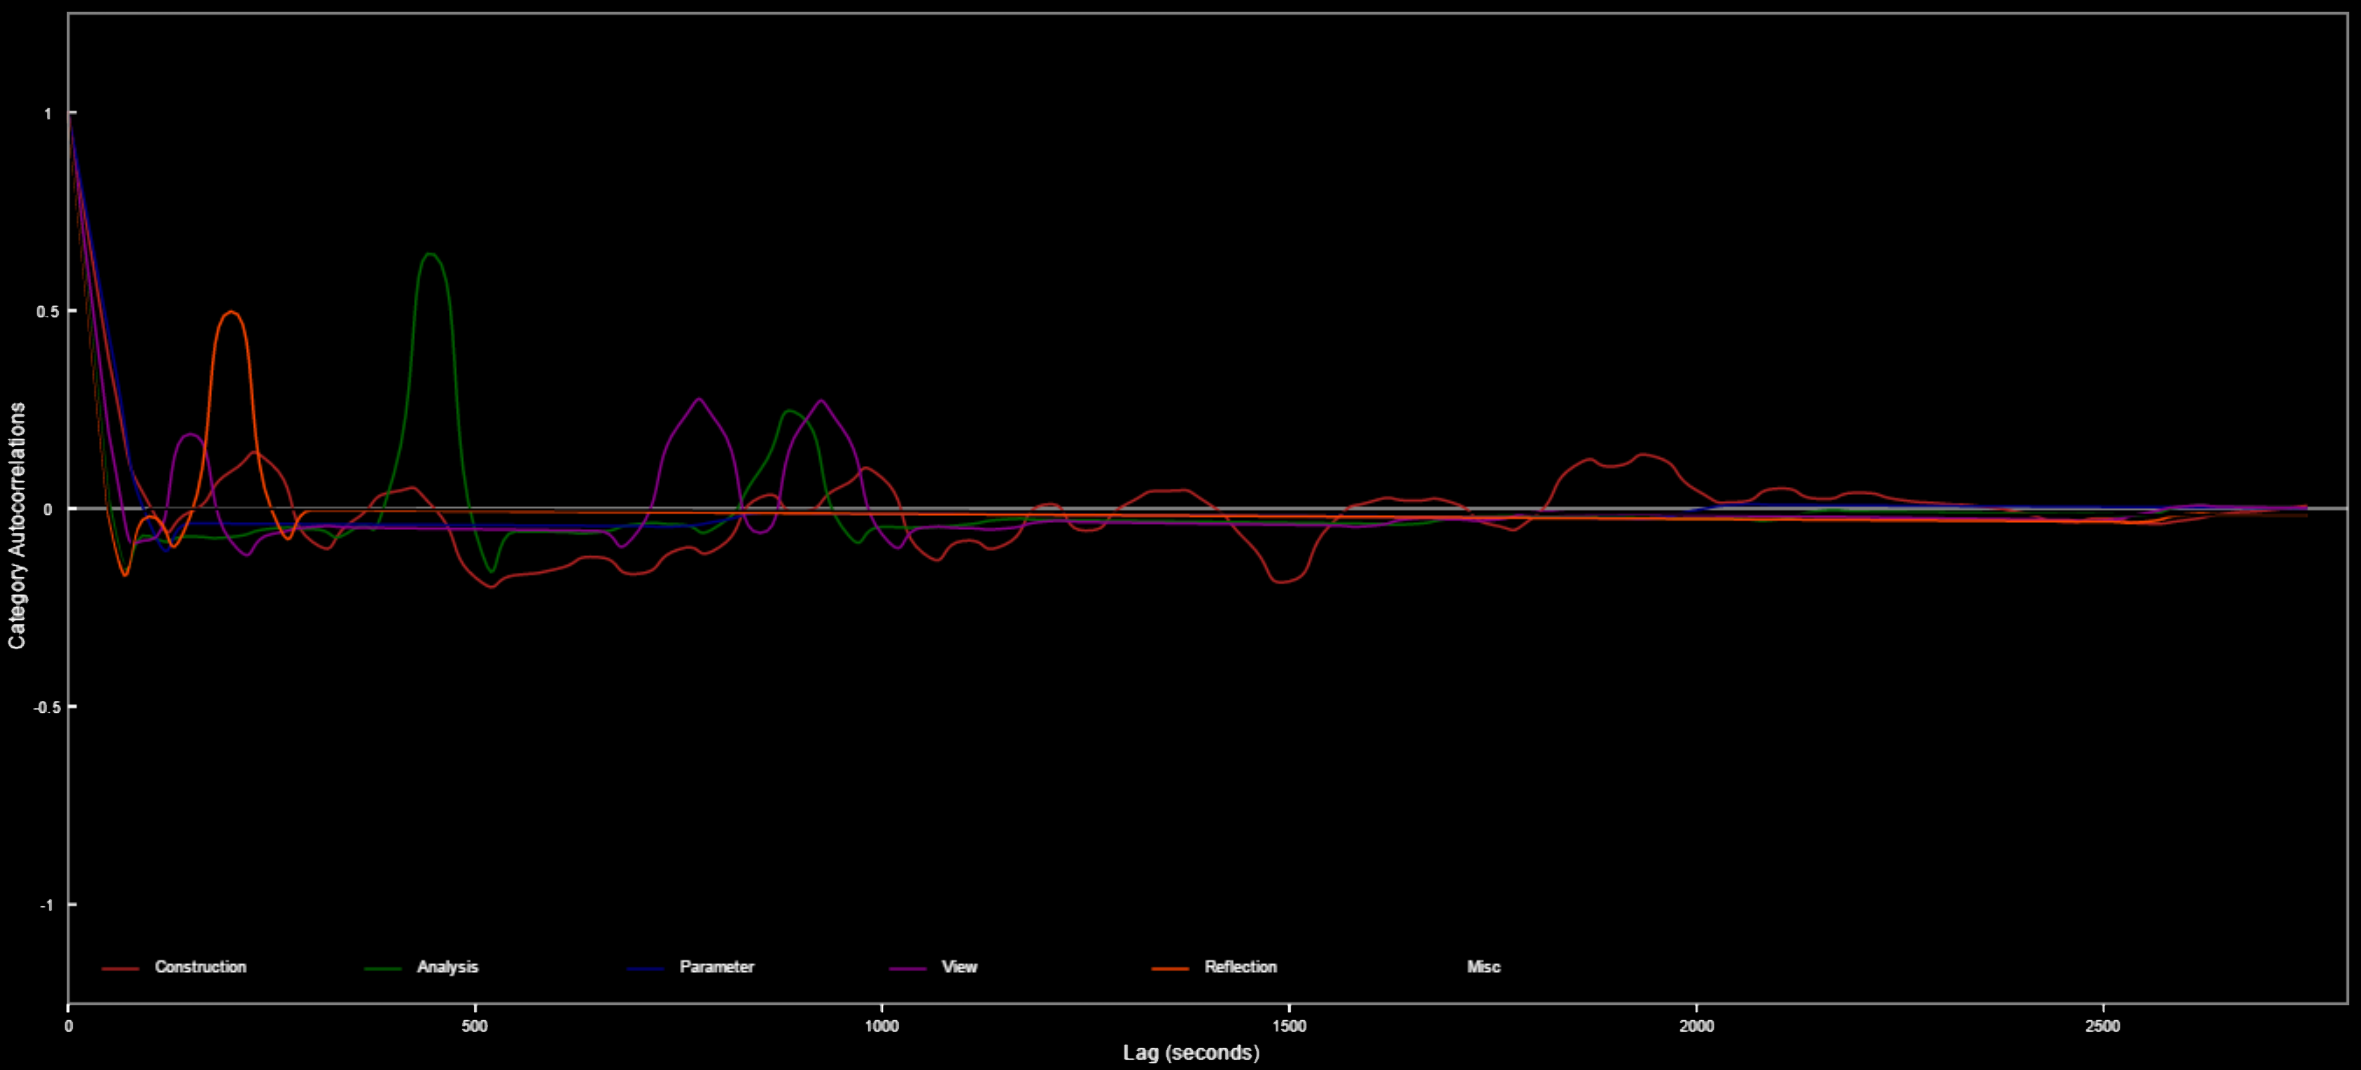 Category Autocorrelations
1
0.5
0
-0.5
-1
Construction Analysis Parameter View Reflection Misc
0 500 1000 1500 2000 2500
Lag (seconds)